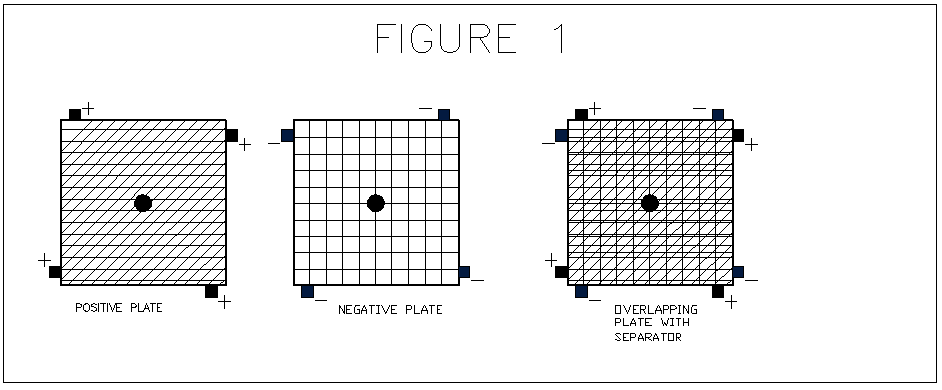 FIGURE 1
+
+
+
+
POSITIVE PLATE
−
−
−
−
NEGATIVE PLATE
+
−
−
+
+
−
−
+
OVERLAPPING
PLATE WITH
SEPARATOR